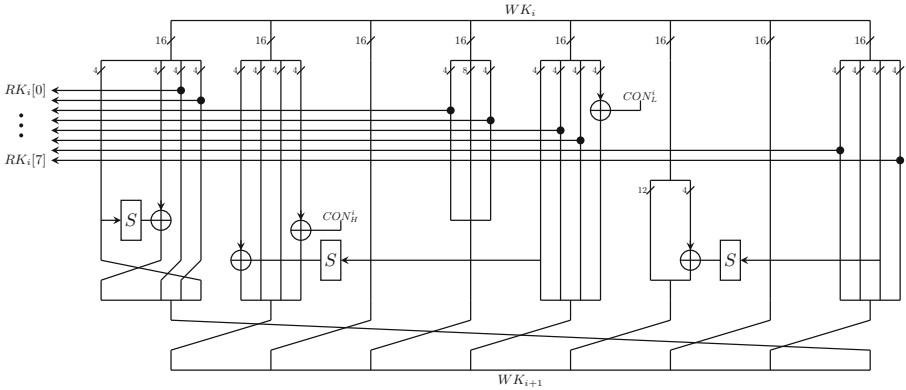 WK_i
16 16 16 16 16 16 16 16
4 4 4 4 4 4 4 4 4 8 4 4 4 4 4 4 4 4 4
RK_i[0]
CON_L^i
RK_i[7]
12 4
S
CON_H^i
S S
WK_{i+1}